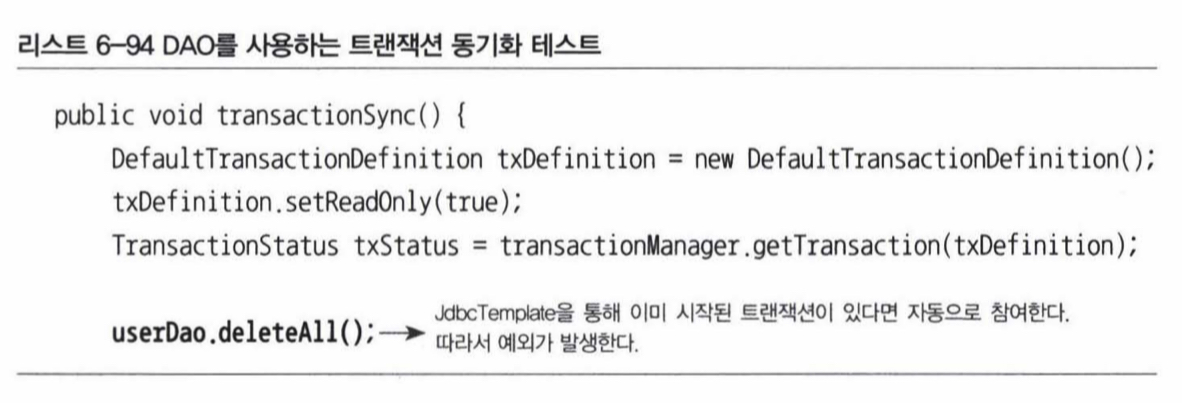 리스트 6-94 DAO를 사용하는 트랜잭션 동기화 테스트
public void transactionSync() {
DefaultTransactionDefinition txDefinition = new DefaultTransactionDefinition();
txDefinition.setReadOnly(true);
TransactionStatus txStatus = transactionManager.getTransaction(txDefinition);
JdbcTemplate을 통해 이미 시작된 트랜잭션이 있다면 자동으로 참여한다.
userDao.deleteAll();
따라서 예외가 발생한다.